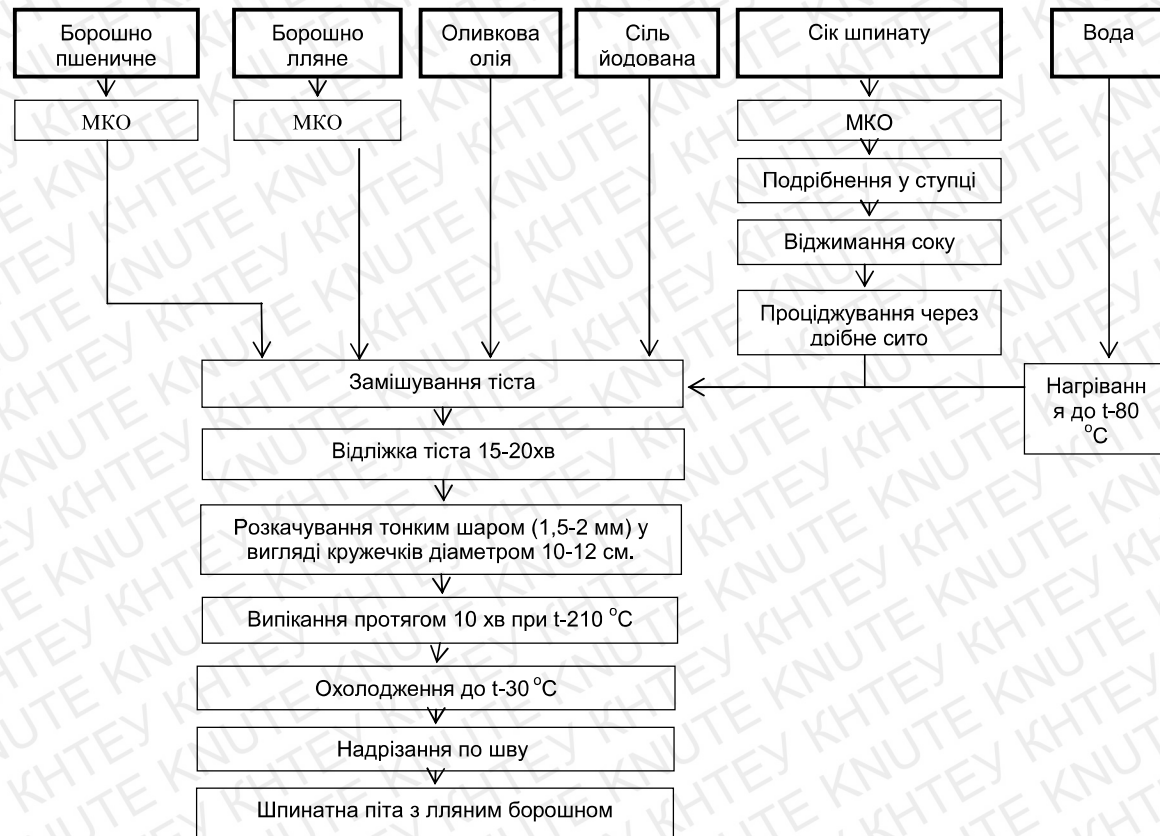 Борошно
пшеничне
Борошно
лляне
Оливкова
олія
Сіль
йодована
Сік шпинату
Вода
МКО
МКО
МКО
Подрібнення у ступці
Віджимання соку
Проціджування через
дрібне сито
Замішування тіста
Нагріванн
я до t-80
°С
Відліжка тіста 15-20хв
Розкачування тонким шаром (1,5-2 мм) у
вигляді кружечків діаметром 10-12 см.
Випікання протягом 10 хв при t-210 °С
Охолодження до t-30 °С
Надрізання по шву
Шпинатна піта з лляним борошном